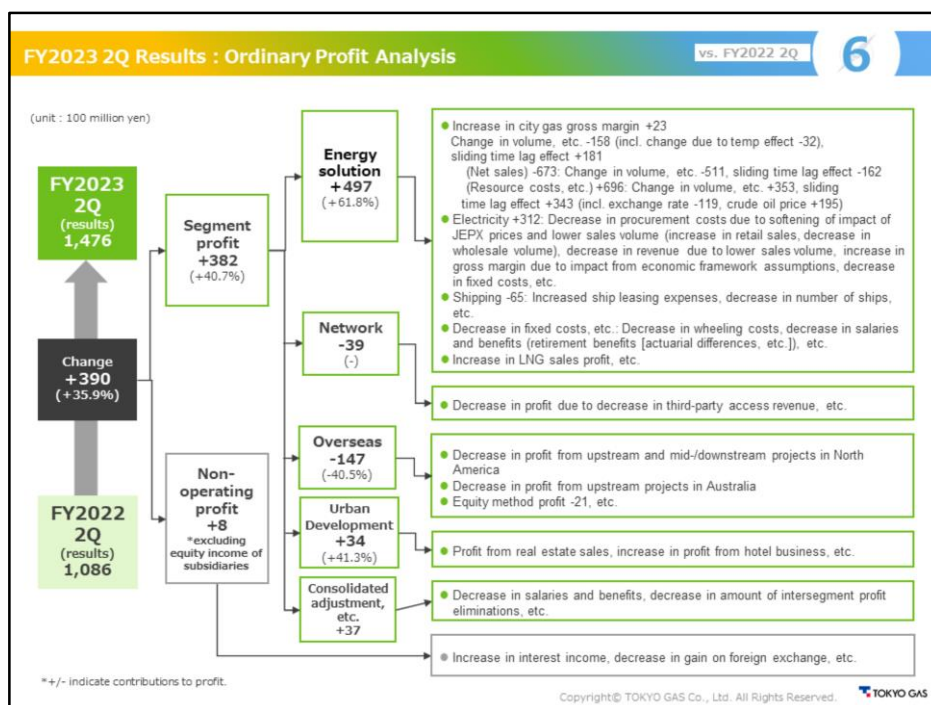 FY2023 2Q Results : Ordinary Profit Analysis
vs. FY2022 2Q
6
(unit : 100 million yen)
FY2023
2Q
(results)
1,476
Change
+390
(+35.9%)
FY2022
2Q
(results)
1,086
Segment
profit
+382
(+40.7%)
Non-
operating
profit
+8
*excluding
equity income of
subsidiaries
Energy
solution
+497
(+61.8%)
Network
-39
(-)
Overseas
-147
(-40.5%)
Urban
Development
+34
(+41.3%)
Consolidated
adjustment,
etc.
+37
● Increase in city gas gross margin +23
Change in volume, etc. -158 (incl. change due to temp effect -32),
sliding time lag effect +181
(Net sales) -673: Change in volume, etc. -511, sliding time lag effect -162
(Resource costs, etc.) +696: Change in volume, etc. +353, sliding
time lag effect +343 (incl. exchange rate -119, crude oil price +195)
● Electricity +312: Decrease in procurement costs due to softening of impact of
JEPX prices and lower sales volume (increase in retail sales, decrease in
wholesale volume), decrease in revenue due to lower sales volume, increase in
gross margin due to impact from economic framework assumptions, decrease
in fixed costs, etc.
● Shipping -65: Increased ship leasing expenses, decrease in number of ships,
etc.
● Decrease in fixed costs, etc.: Decrease in wheeling costs, decrease in salaries
and benefits (retirement benefits [actuarial differences, etc.]), etc.
● Increase in LNG sales profit, etc.
● Decrease in profit due to decrease in third-party access revenue, etc.
● Decrease in profit from upstream and mid-/downstream projects in North
America
● Decrease in profit from upstream projects in Australia
● Equity method profit -21, etc.
● Profit from real estate sales, increase in profit from hotel business, etc.
● Decrease in salaries and benefits, decrease in amount of intersegment profit
eliminations, etc.
● Increase in interest income, decrease in gain on foreign exchange, etc.
*+/- indicate contributions to profit.
Copyright© TOKYO GAS Co., Ltd. All Rights Reserved.
TOKYO GAS